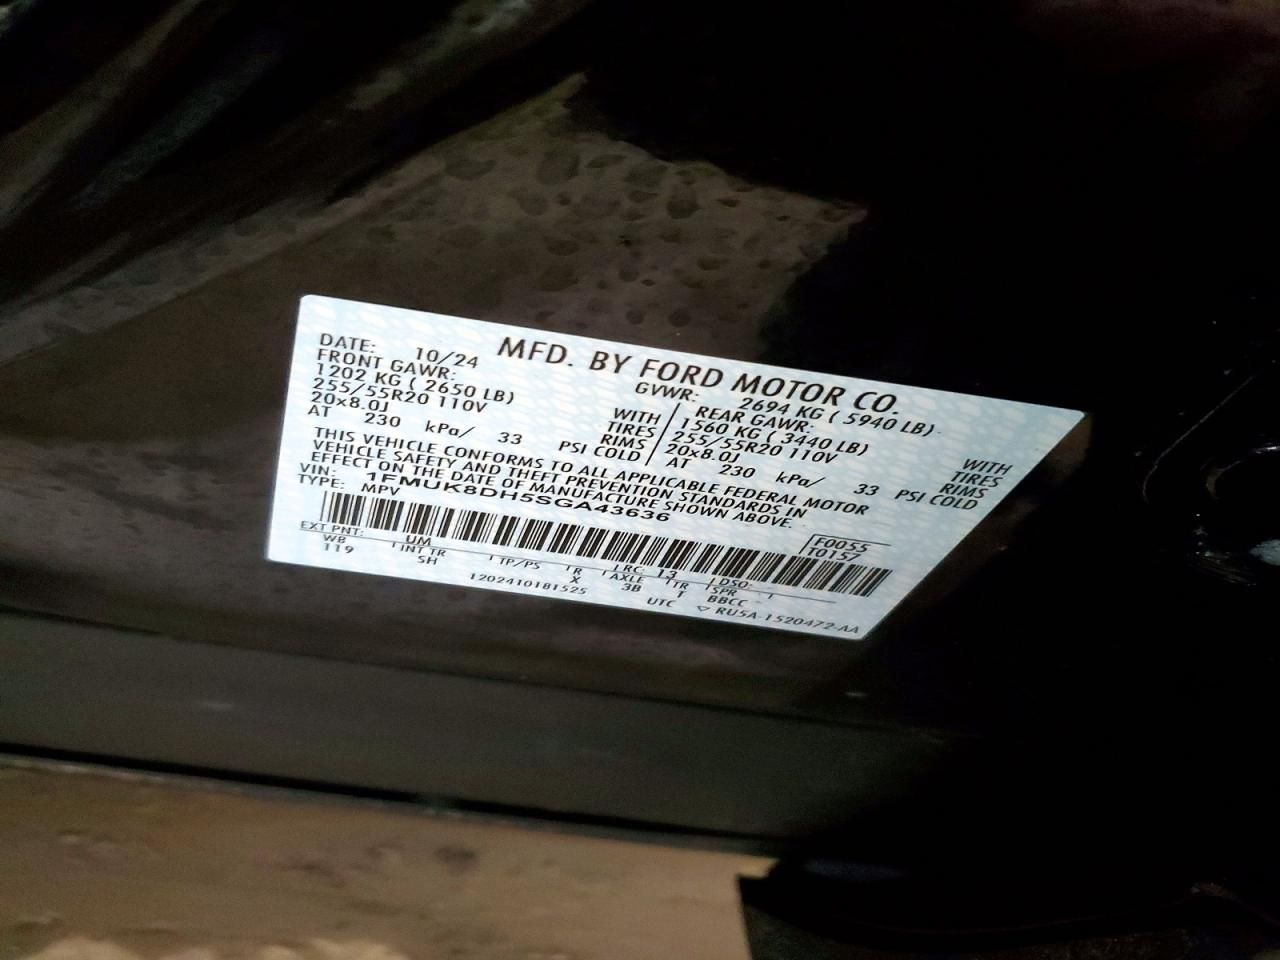 MFD. BY FORD MOTOR CO.
DATE: 10/24 GVWR: 2694 KG ( 5940 LB)
FRONT GAWR: REAR GAWR:
1202 KG ( 2650 LB) WITH 1560 KG ( 3440 LB) WITH
255/55R20 110V TIRES 255/55R20 110V TIRES
20x8.0J RIMS 20x8.0J RIMS
AT 230 kPa/ 33 PSI COLD AT 230 kPa/ 33 PSI COLD
THIS VEHICLE CONFORMS TO ALL APPLICABLE FEDERAL MOTOR
VEHICLE SAFETY AND THEFT PREVENTION STANDARDS IN
EFFECT ON THE DATE OF MANUFACTURE SHOWN ABOVE.
VIN: 1FMUK8DH5SGA43636
TYPE: MPV
F0055
T0157
EXT PNT: UM RC: 13 DSO:
WB INT TR TP/PS R AXLE TR SPR
119 SH X 3B T BBCC
1202410181525 UTC RU5A-1520472-AA